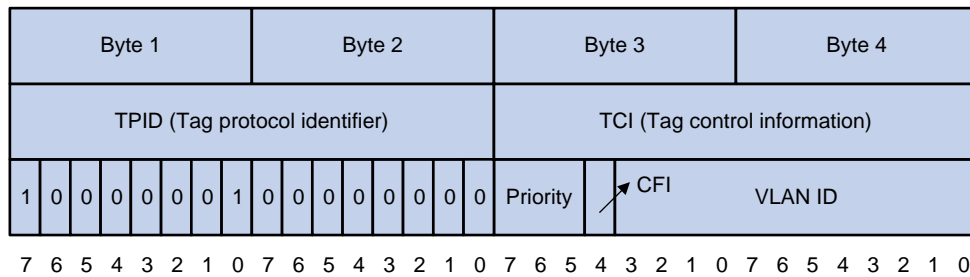 Byte 1 Byte 2 Byte 3 Byte 4
TPID (Tag protocol identifier) TCI (Tag control information)
1 0 0 0 0 0 0 1 0 0 0 0 0 0 0 0 Priority CFI VLAN ID
7 6 5 4 3 2 1 0 7 6 5 4 3 2 1 0 7 6 5 4 3 2 1 0 7 6 5 4 3 2 1 0